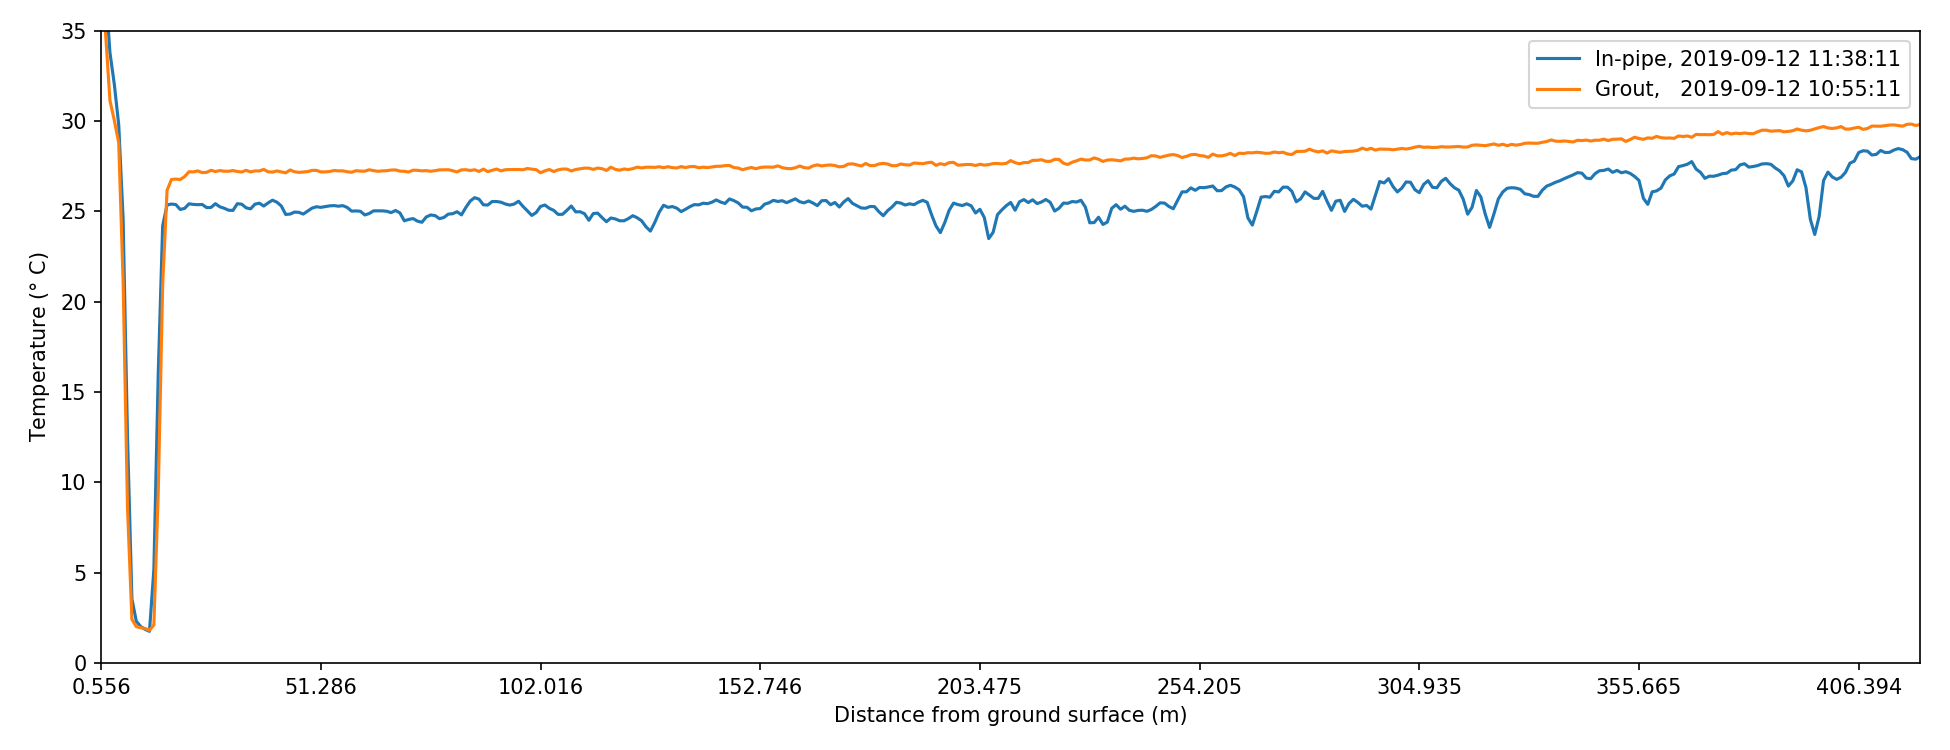 35
30
25
20
15
10
5
0
Temperature (° C)
In-pipe, 2019-09-12 11:38:11
Grout,   2019-09-12 10:55:11
0.556 51.286 102.016 152.746 203.475 254.205 304.935 355.665 406.394
Distance from ground surface (m)